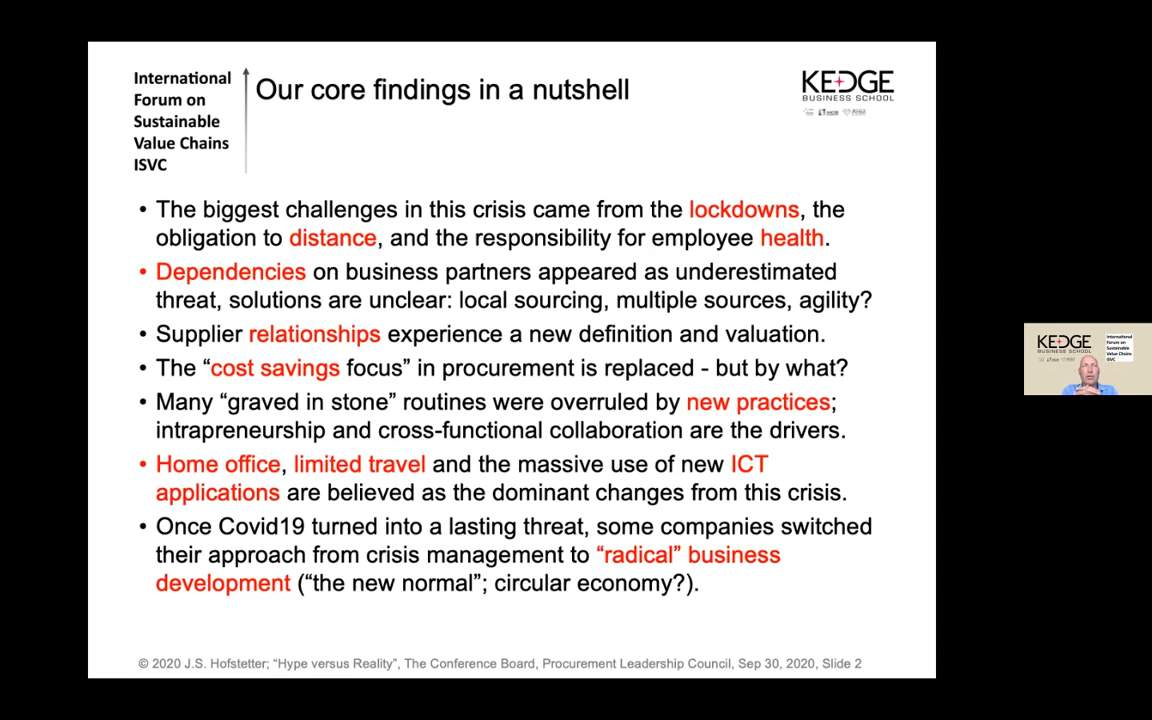 International
Forum on
Sustainable
Value Chains
ISVC
Our core findings in a nutshell
KEDGE
BUSINESS SCHOOL
• The biggest challenges in this crisis came from the lockdowns, the
obligation to distance, and the responsibility for employee health.
• Dependencies on business partners appeared as underestimated
threat, solutions are unclear: local sourcing, multiple sources, agility?
• Supplier relationships experience a new definition and valuation.
• The “cost savings focus” in procurement is replaced - but by what?
• Many “graved in stone” routines were overruled by new practices;
intrapreneurship and cross-functional collaboration are the drivers.
• Home office, limited travel and the massive use of new ICT
applications are believed as the dominant changes from this crisis.
• Once Covid19 turned into a lasting threat, some companies switched
their approach from crisis management to “radical” business
development (“the new normal”; circular economy?).
© 2020 J.S. Hofstetter; “Hype versus Reality”, The Conference Board, Procurement Leadership Council, Sep 30, 2020, Slide 2
KEDGE
BUSINESS SCHOOL
International
Forum on
Sustainable
Value Chains
ISVC